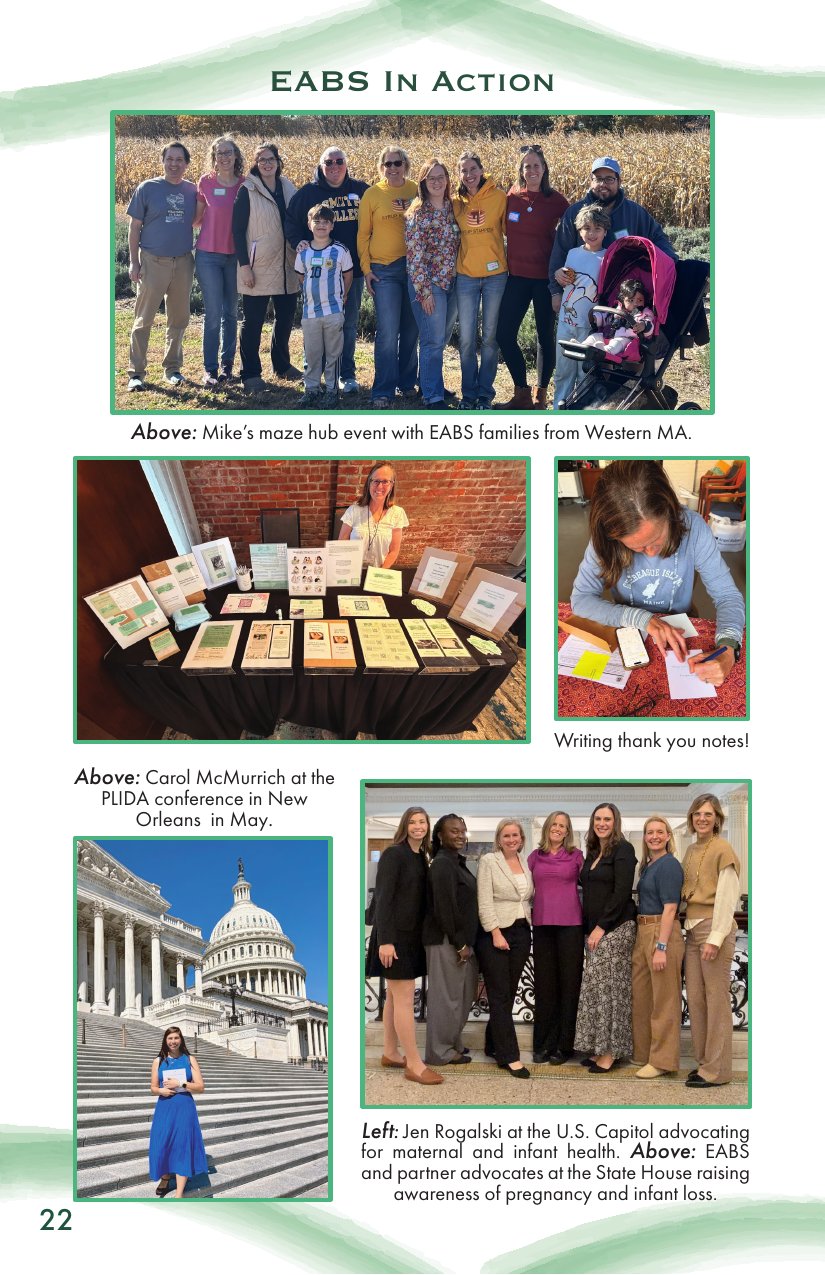 EABS In Action
SMITH
10
Above: Mike's maze hub event with EABS families from Western MA.
MAINE
Writing thank you notes!
Above: Carol McMurrich at the
PLIDA conference in New
Orleans in May.
Left: Jen Rogalski at the U.S. Capitol advocating
for maternal and infant health. Above: EABS
and partner advocates at the State House raising
awareness of pregnancy and infant loss.
22